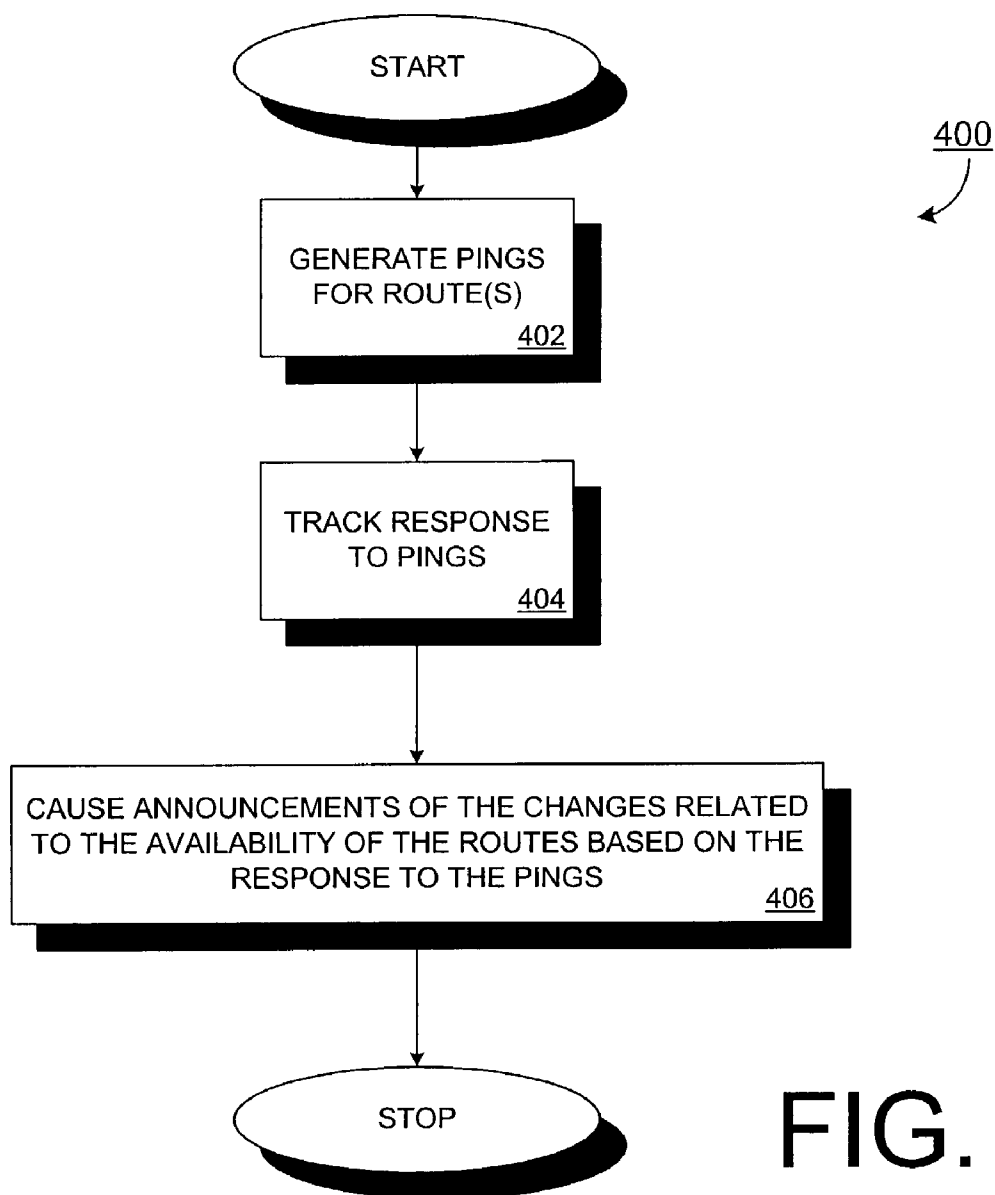 START
400
GENERATE PINGS
FOR ROUTE(S)
402
TRACK RESPONSE
TO PINGS
404
CAUSE ANNOUNCEMENTS OF THE CHANGES RELATED
TO THE AVAILABILITY OF THE ROUTES BASED ON THE
RESPONSE TO THE PINGS
406
STOP
FIG.